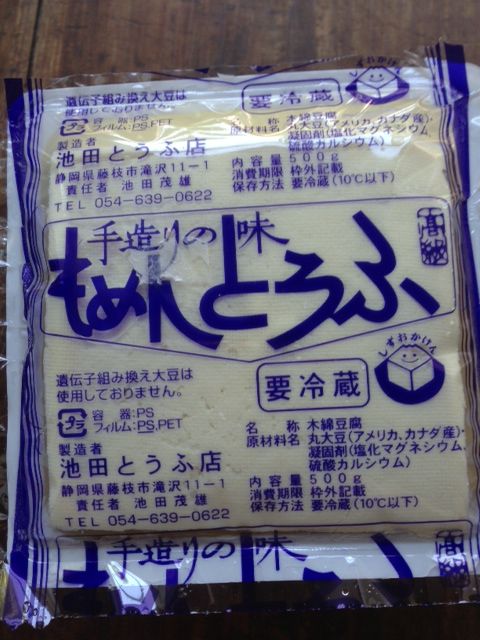 しずおかけん
遺伝子組み換え大豆は
使用しておりません。
要冷蔵
プラ
容器:PS
フィルム:PS,PET
名称 木綿豆腐
原材料名 丸大豆(アメリカ、カナダ産)・
凝固剤(塩化マグネシウム、
硫酸カルシウム)
製造者
池田とうふ店
静岡県藤枝市滝沢11-1
責任者 池田茂雄
TEL 054-639-0622
内容量 500g
消費期限 枠外記載
保存方法 要冷蔵(10℃以下)
手造りの味
もめんとうふ
しずおかけん
遺伝子組み換え大豆は
使用しておりません。
要冷蔵
プラ
容器:PS
フィルム:PS,PET
名称 木綿豆腐
原材料名 丸大豆(アメリカ、カナダ産)・
凝固剤(塩化マグネシウム、
硫酸カルシウム)
製造者
池田とうふ店
静岡県藤枝市滝沢11-1
責任者 池田茂雄
TEL 054-639-0622
内容量 500g
消費期限 枠外記載
保存方法 要冷蔵(10℃以下)
手造りの味